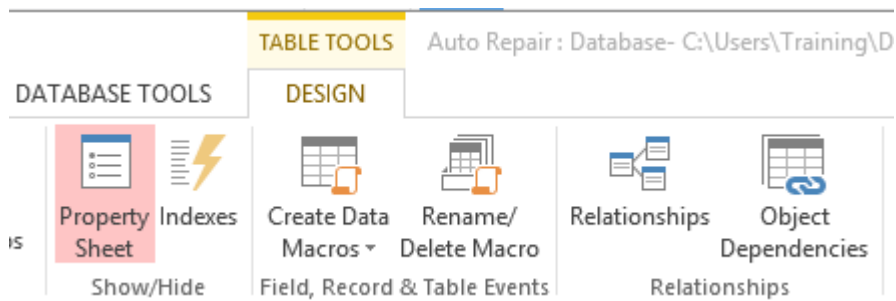 TABLE TOOLS Auto Repair : Database- C:\Users\Training\D
DATABASE TOOLS DESIGN
Property Indexes Create Data Rename/ Relationships Object
Sheet Macros Delete Macro Dependencies
Show/Hide Field, Record & Table Events Relationships